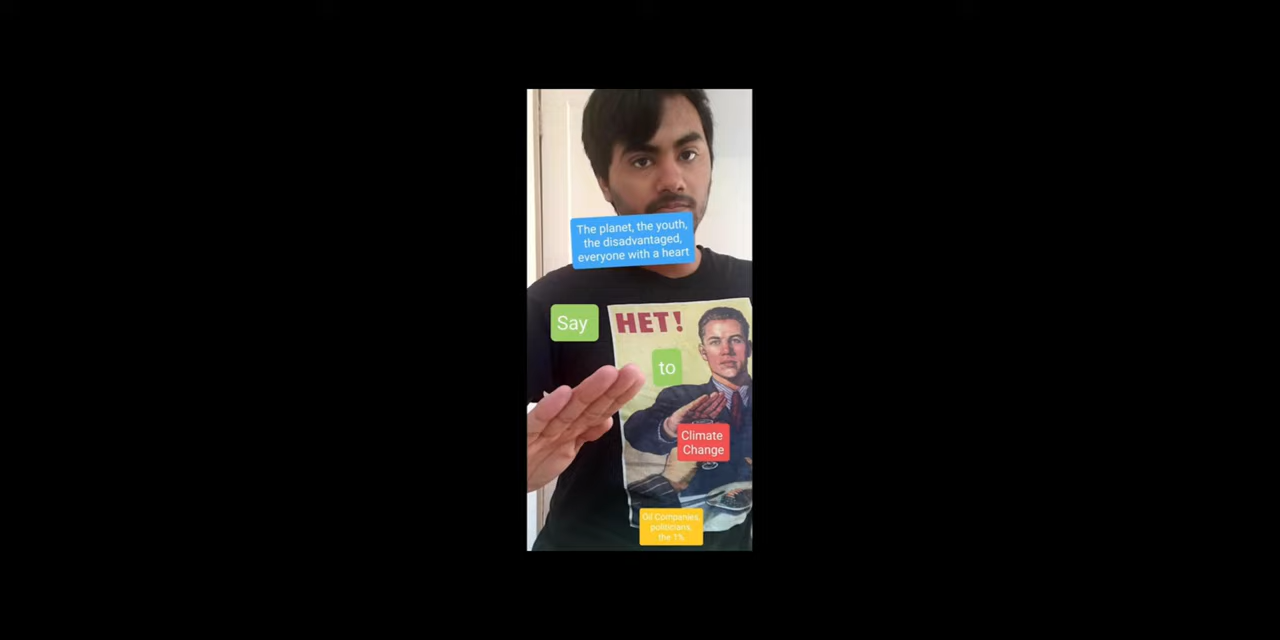 The planet, the youth,
the disadvantaged,
everyone with a heart
Say
НЕТ!
to
Climate
Change
Oil Companies,
politicians,
the 1%